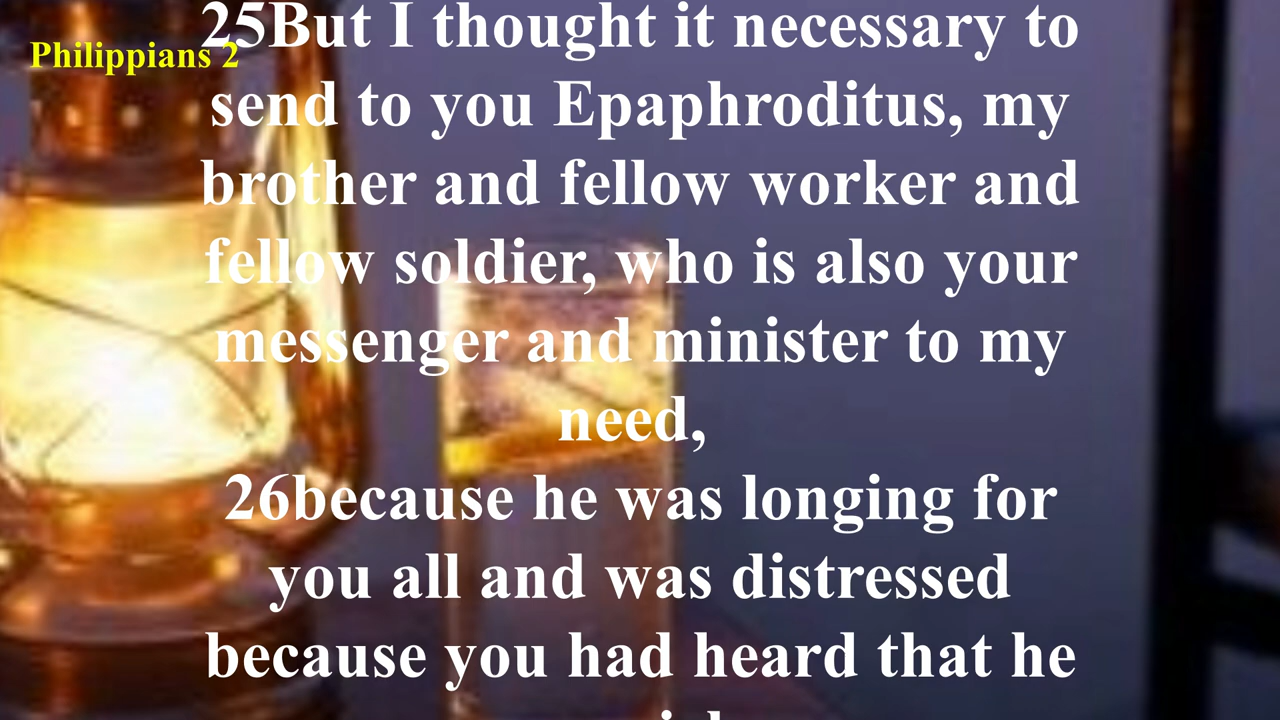 Philippians 2
25But I thought it necessary to
send to you Epaphroditus, my
brother and fellow worker and
fellow soldier, who is also your
messenger and minister to my
need,
26because he was longing for
you all and was distressed
because you had heard that he